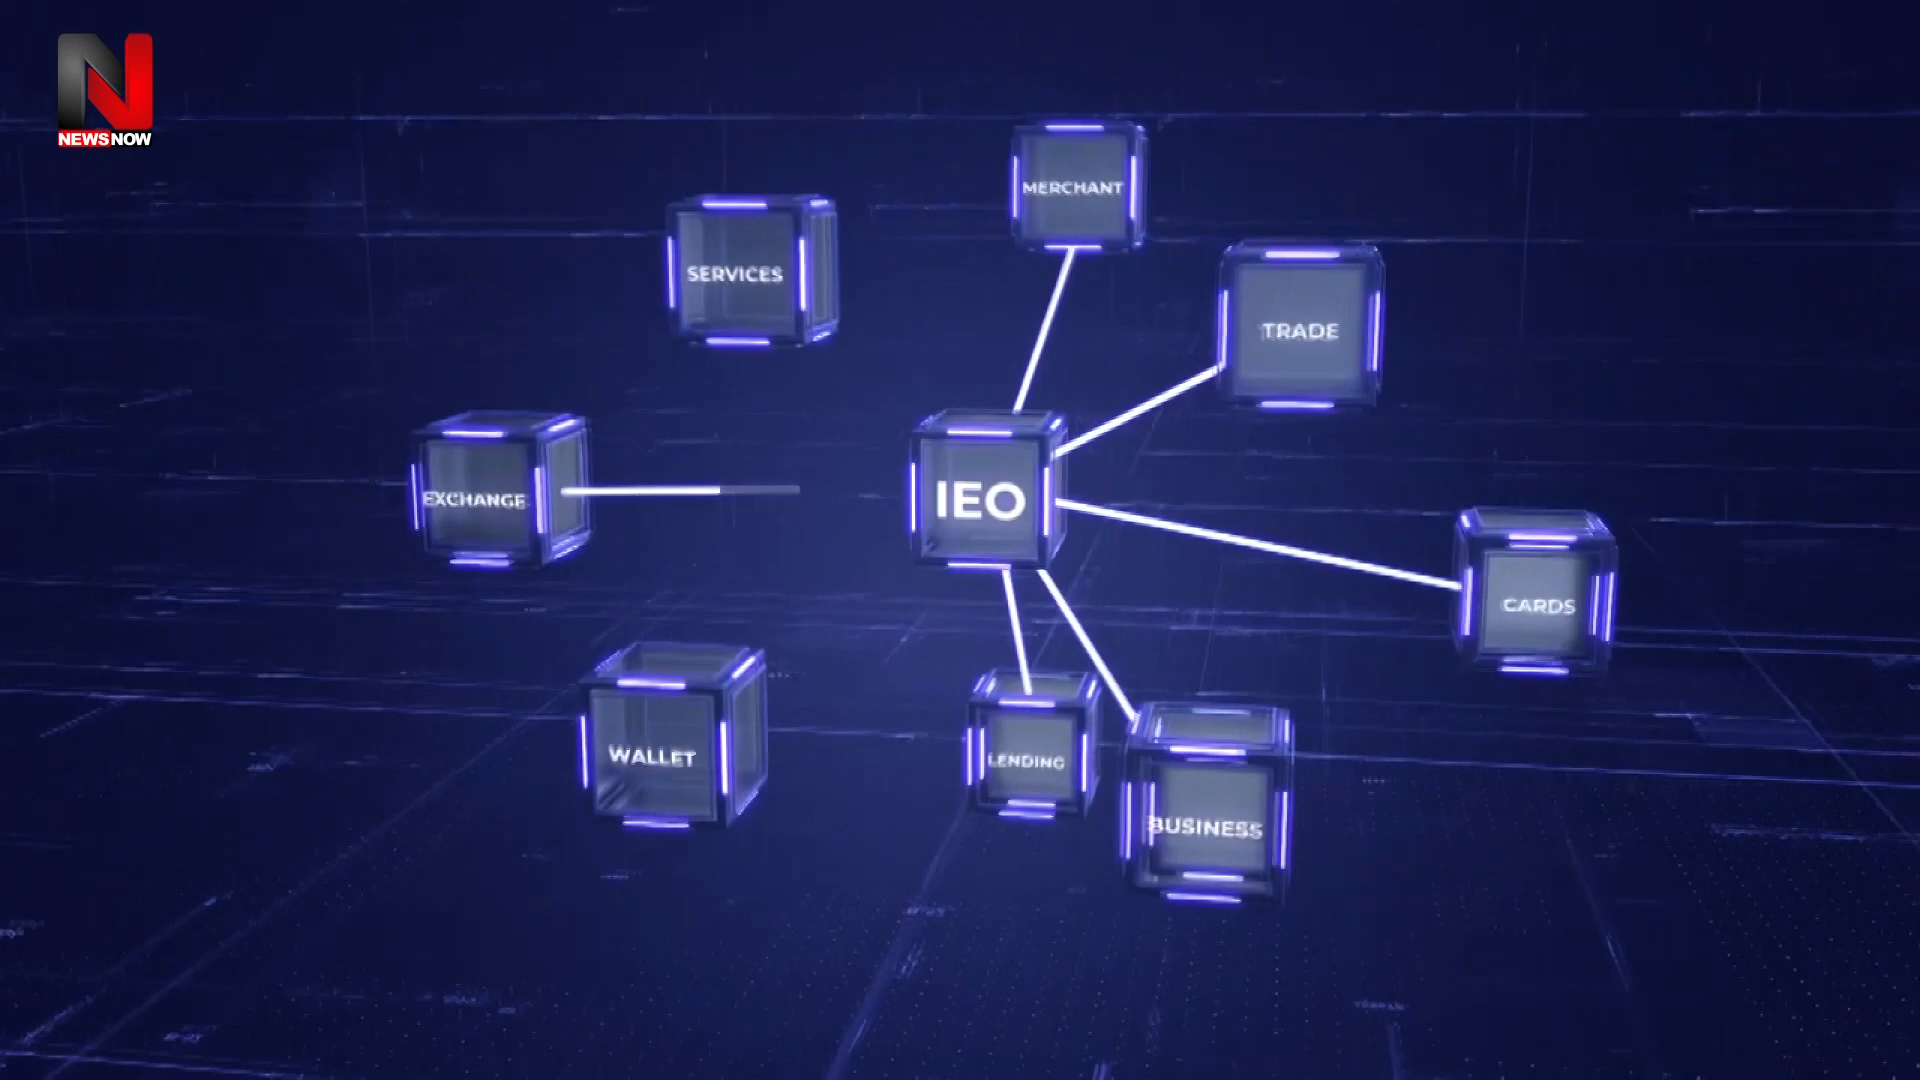 NEWSNOW
MERCHANT
SERVICES
TRADE
EXCHANGE
IEO
CARDS
WALLET
LENDING
BUSINESS